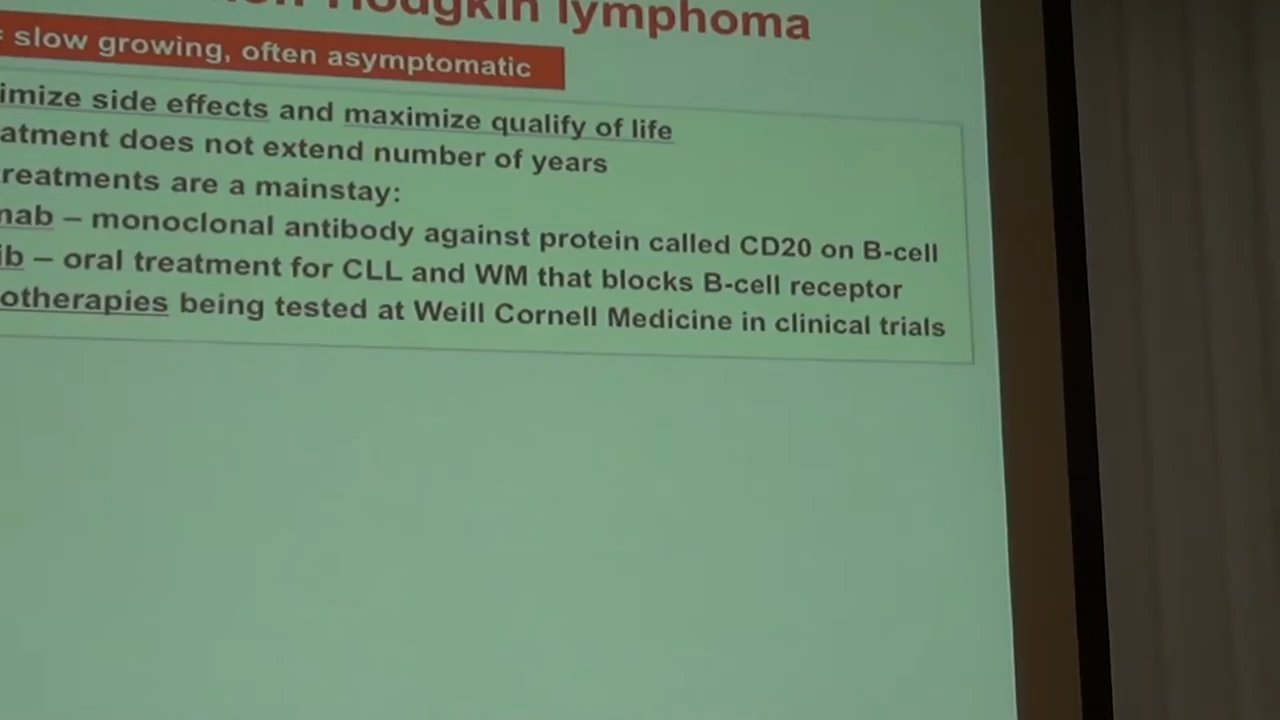 Hodgkin lymphoma
slow growing, often asymptomatic
imize side effects and maximize qualify of life
atment does not extend number of years
reatments are a mainstay:
mab – monoclonal antibody against protein called CD20 on B-cell
ib – oral treatment for CLL and WM that blocks B-cell receptor
otherapies being tested at Weill Cornell Medicine in clinical trials